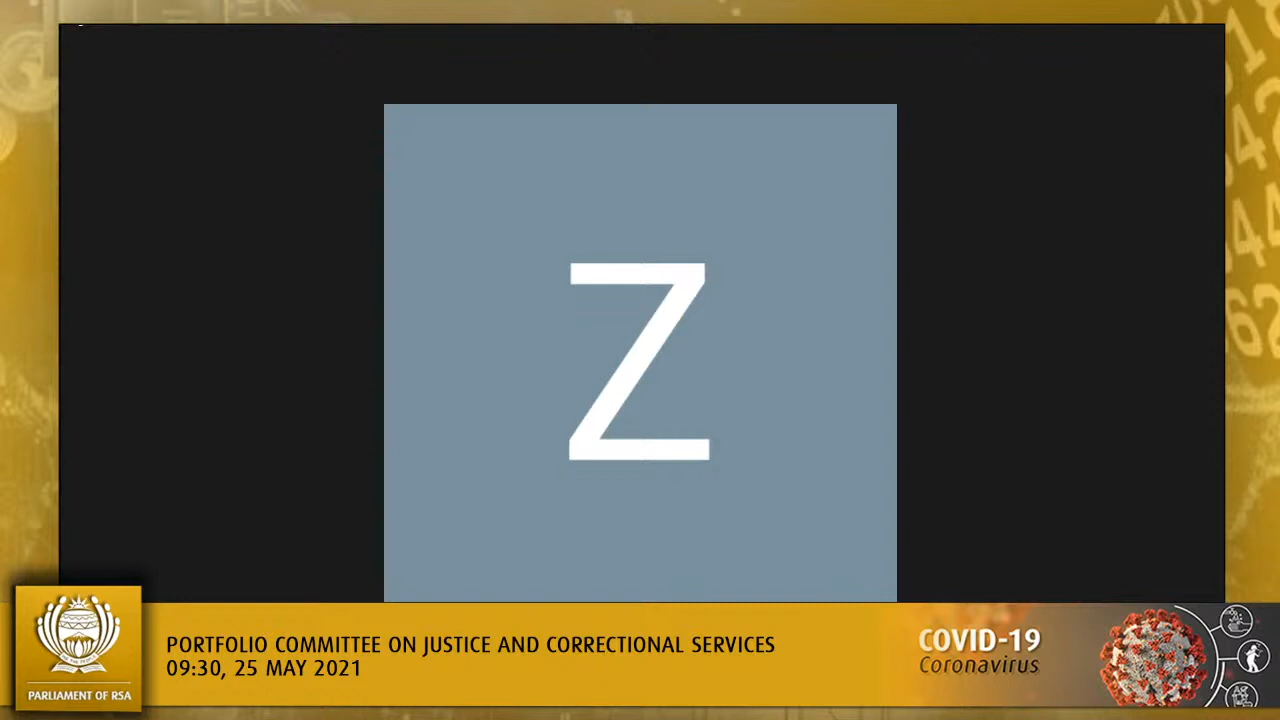 Z
PORTFOLIO COMMITTEE ON JUSTICE AND CORRECTIONAL SERVICES
09:30, 25 MAY 2021
PARLIAMENT OF RSA
COVID-19
Coronavirus